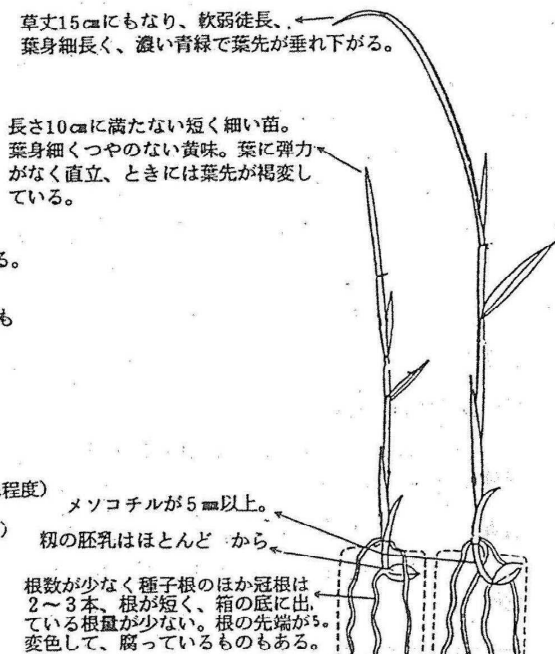 草丈15㎝にもなり、軟弱徒長、
葉身細長く、濃い青緑で葉先が垂れ下がる。
長さ10㎝に満たない短く細い苗。
葉身細くつやのない黄味。葉に弾力
がなく直立、ときには葉先が褐変し
ている。
る。
も
程度)
)
メソコチルが5㎜以上。
籾の胚乳はほとんど から
根数が少なく種子根のほか冠根は
2〜3本、根が短く、箱の底に出
ている根量が少ない。根の先端が
変色して、腐っているものもある。